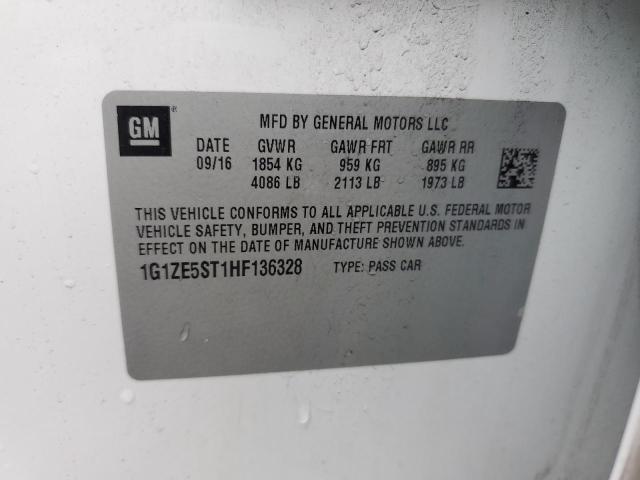 GM
MFD BY GENERAL MOTORS LLC
DATE GVWR GAWR FRT GAWR RR
09/16 1854 KG 959 KG 895 KG
4086 LB 2113 LB 1973 LB
THIS VEHICLE CONFORMS TO ALL APPLICABLE U.S. FEDERAL MOTOR
VEHICLE SAFETY, BUMPER, AND THEFT PREVENTION STANDARDS IN
EFFECT ON THE DATE OF MANUFACTURE SHOWN ABOVE.
1G1ZE5ST1HF136328 TYPE: PASS CAR